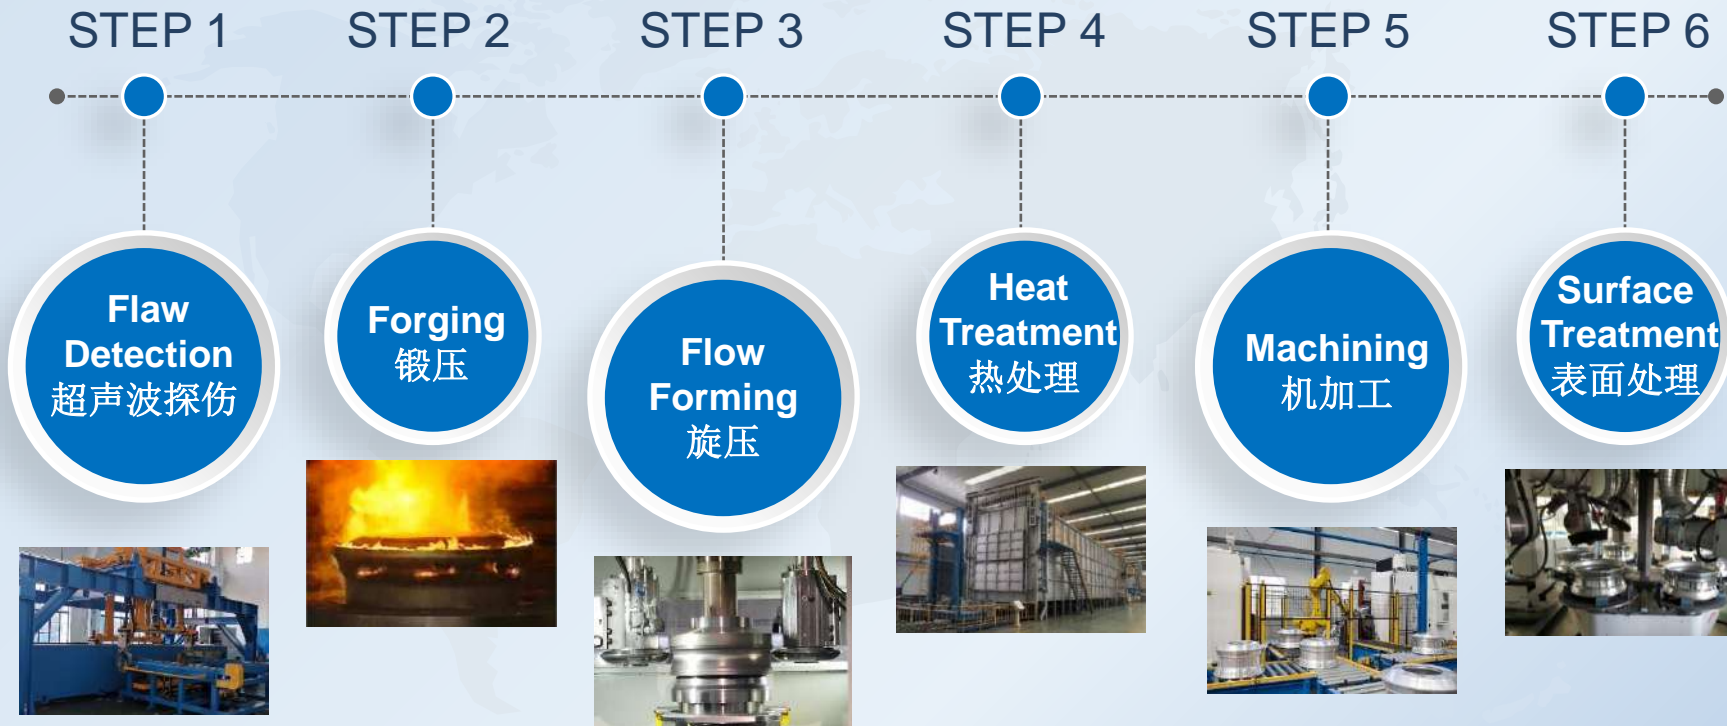 STEP 1
STEP 2
STEP 3
STEP 4
STEP 5
STEP 6
Flaw
Detection
超声波探伤
Forging
锻压
Flow
Forming
旋压
Heat
Treatment
热处理
Machining
机加工
Surface
Treatment
表面处理